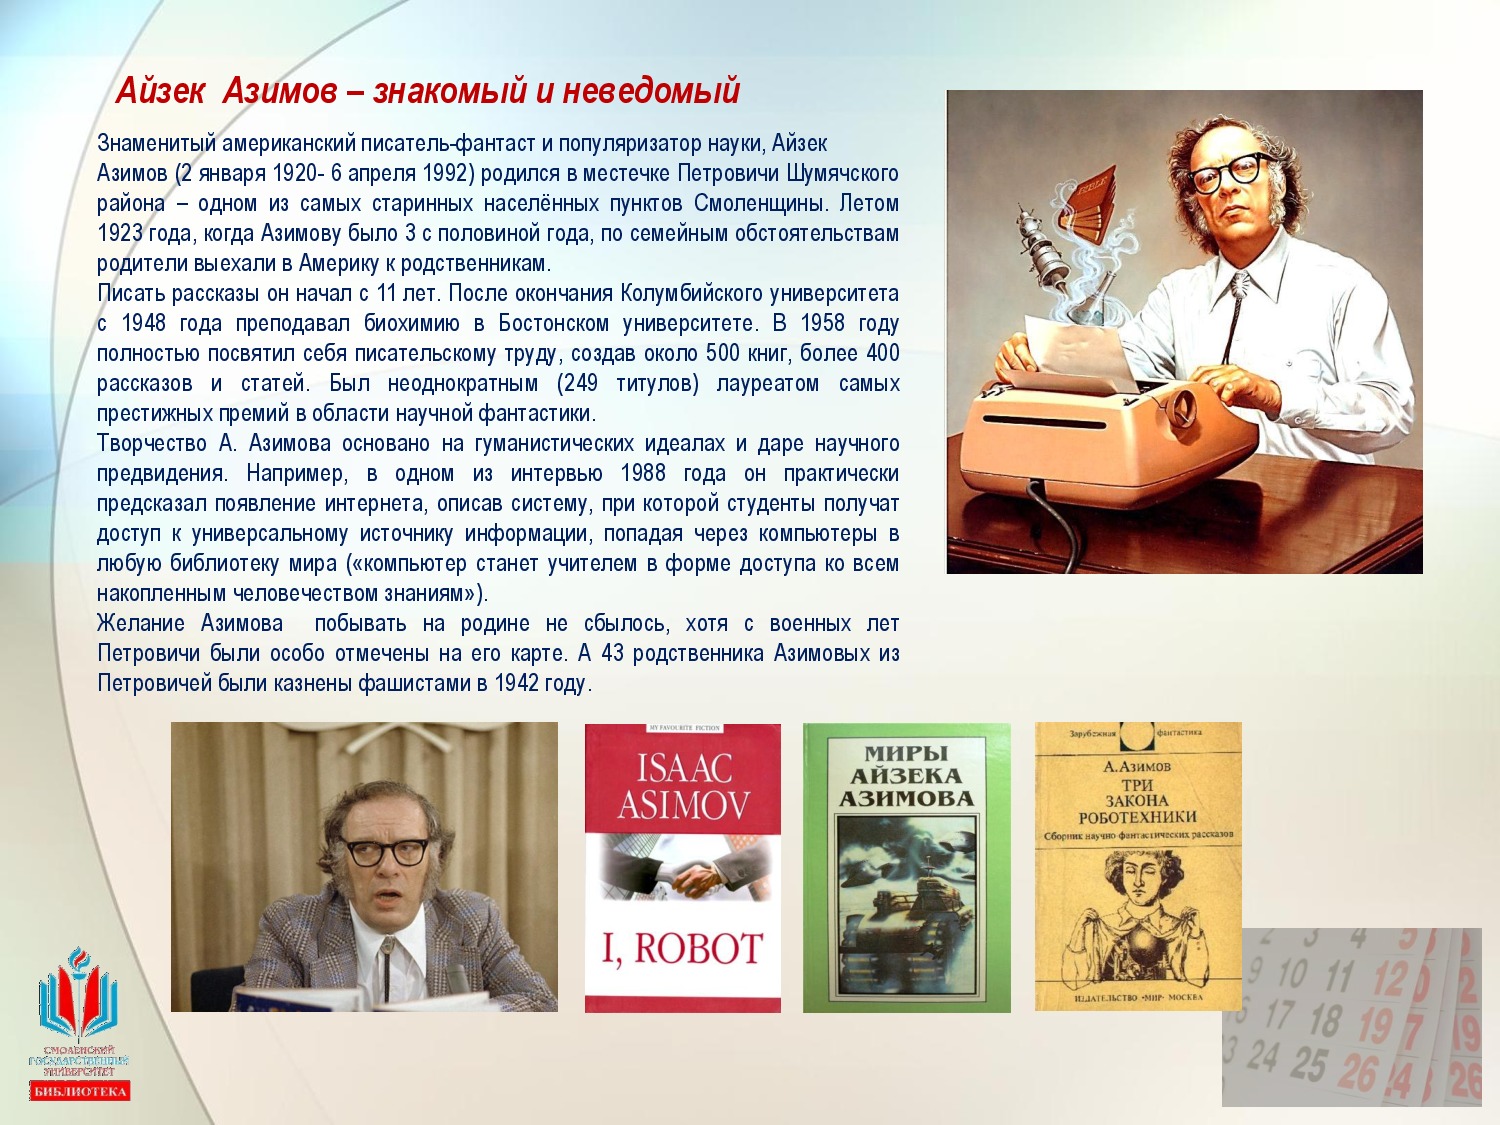 Айзек Азимов – знакомый и неведомый
Знаменитый американский писатель-фантаст и популяризатор науки, Айзек
Азимов (2 января 1920- 6 апреля 1992) родился в местечке Петровичи Шумячского
района – одном из самых старинных населённых пунктов Смоленщины. Летом
1923 года, когда Азимову было 3 с половиной года, по семейным обстоятельствам
родители выехали в Америку к родственникам.
Писать рассказы он начал с 11 лет. После окончания Колумбийского университета
с 1948 года преподавал биохимию в Бостонском университете. В 1958 году
полностью посвятил себя писательскому труду, создав около 500 книг, более 400
рассказов и статей. Был неоднократным (249 титулов) лауреатом самых
престижных премий в области научной фантастики.
Творчество А. Азимова основано на гуманистических идеалах и даре научного
предвидения. Например, в одном из интервью 1988 года он практически
предсказал появление интернета, описав систему, при которой студенты получат
доступ к универсальному источнику информации, попадая через компьютеры в
любую библиотеку мира («компьютер станет учителем в форме доступа ко всем
накопленным человечеством знаниям»).
Желание Азимова побывать на родине не сбылось, хотя с военных лет
Петровичи были особо отмечены на его карте. А 43 родственника Азимовых из
Петровичей были казнены фашистами в 1942 году.
MY FAVOURITE FICTION
ISAAC
ASIMOV
I, ROBOT
МИРЫ
АЙЗЕКА
АЗИМОВА
Зарубежная фантастика
А.Азимов
ТРИ
ЗАКОНА
РОБОТЕХНИКИ
Сборник научно-фантастических рассказов
ИЗДАТЕЛЬСТВО «МИР» МОСКВА
СМОЛЕНСКИЙ
ГОСУДАРСТВЕННЫЙ
УНИВЕРСИТЕТ
БИБЛИОТЕКА
2 3 4 5
9 10 11 12 2
17 18 19 7 19
24 25 26 4 26